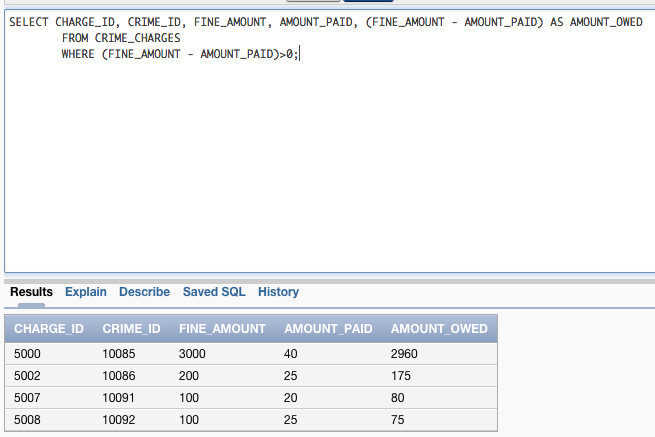 SELECT CHARGE_ID, CRIME_ID, FINE_AMOUNT, AMOUNT_PAID, (FINE_AMOUNT - AMOUNT_PAID) AS AMOUNT_OWED
FROM CRIME_CHARGES
WHERE (FINE_AMOUNT - AMOUNT_PAID)>0;
Results Explain Describe Saved SQL History
CHARGE_ID CRIME_ID FINE_AMOUNT AMOUNT_PAID AMOUNT_OWED
5000 10085 3000 40 2960
5002 10086 200 25 175
5007 10091 100 20 80
5008 10092 100 25 75